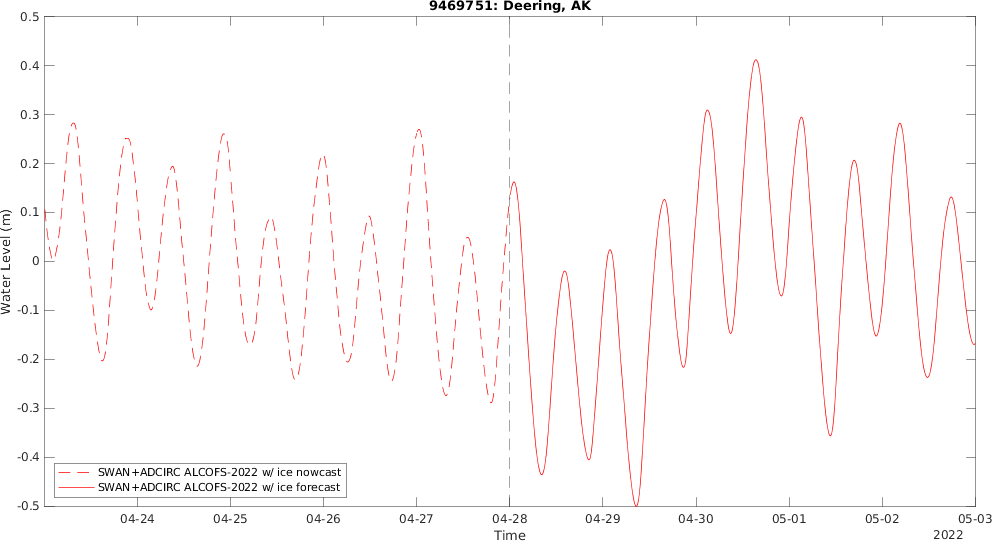 9469751: Deering, AK
0.5
0.4
0.3
0.2
0.1
0
-0.1
-0.2
-0.3
-0.4
-0.5
Water Level (m)
SWAN+ADCIRC ALCOFS-2022 w/ ice nowcast
SWAN+ADCIRC ALCOFS-2022 w/ ice forecast
04-24 04-25 04-26 04-27 04-28 04-29 04-30 05-01 05-02 05-03
Time
2022